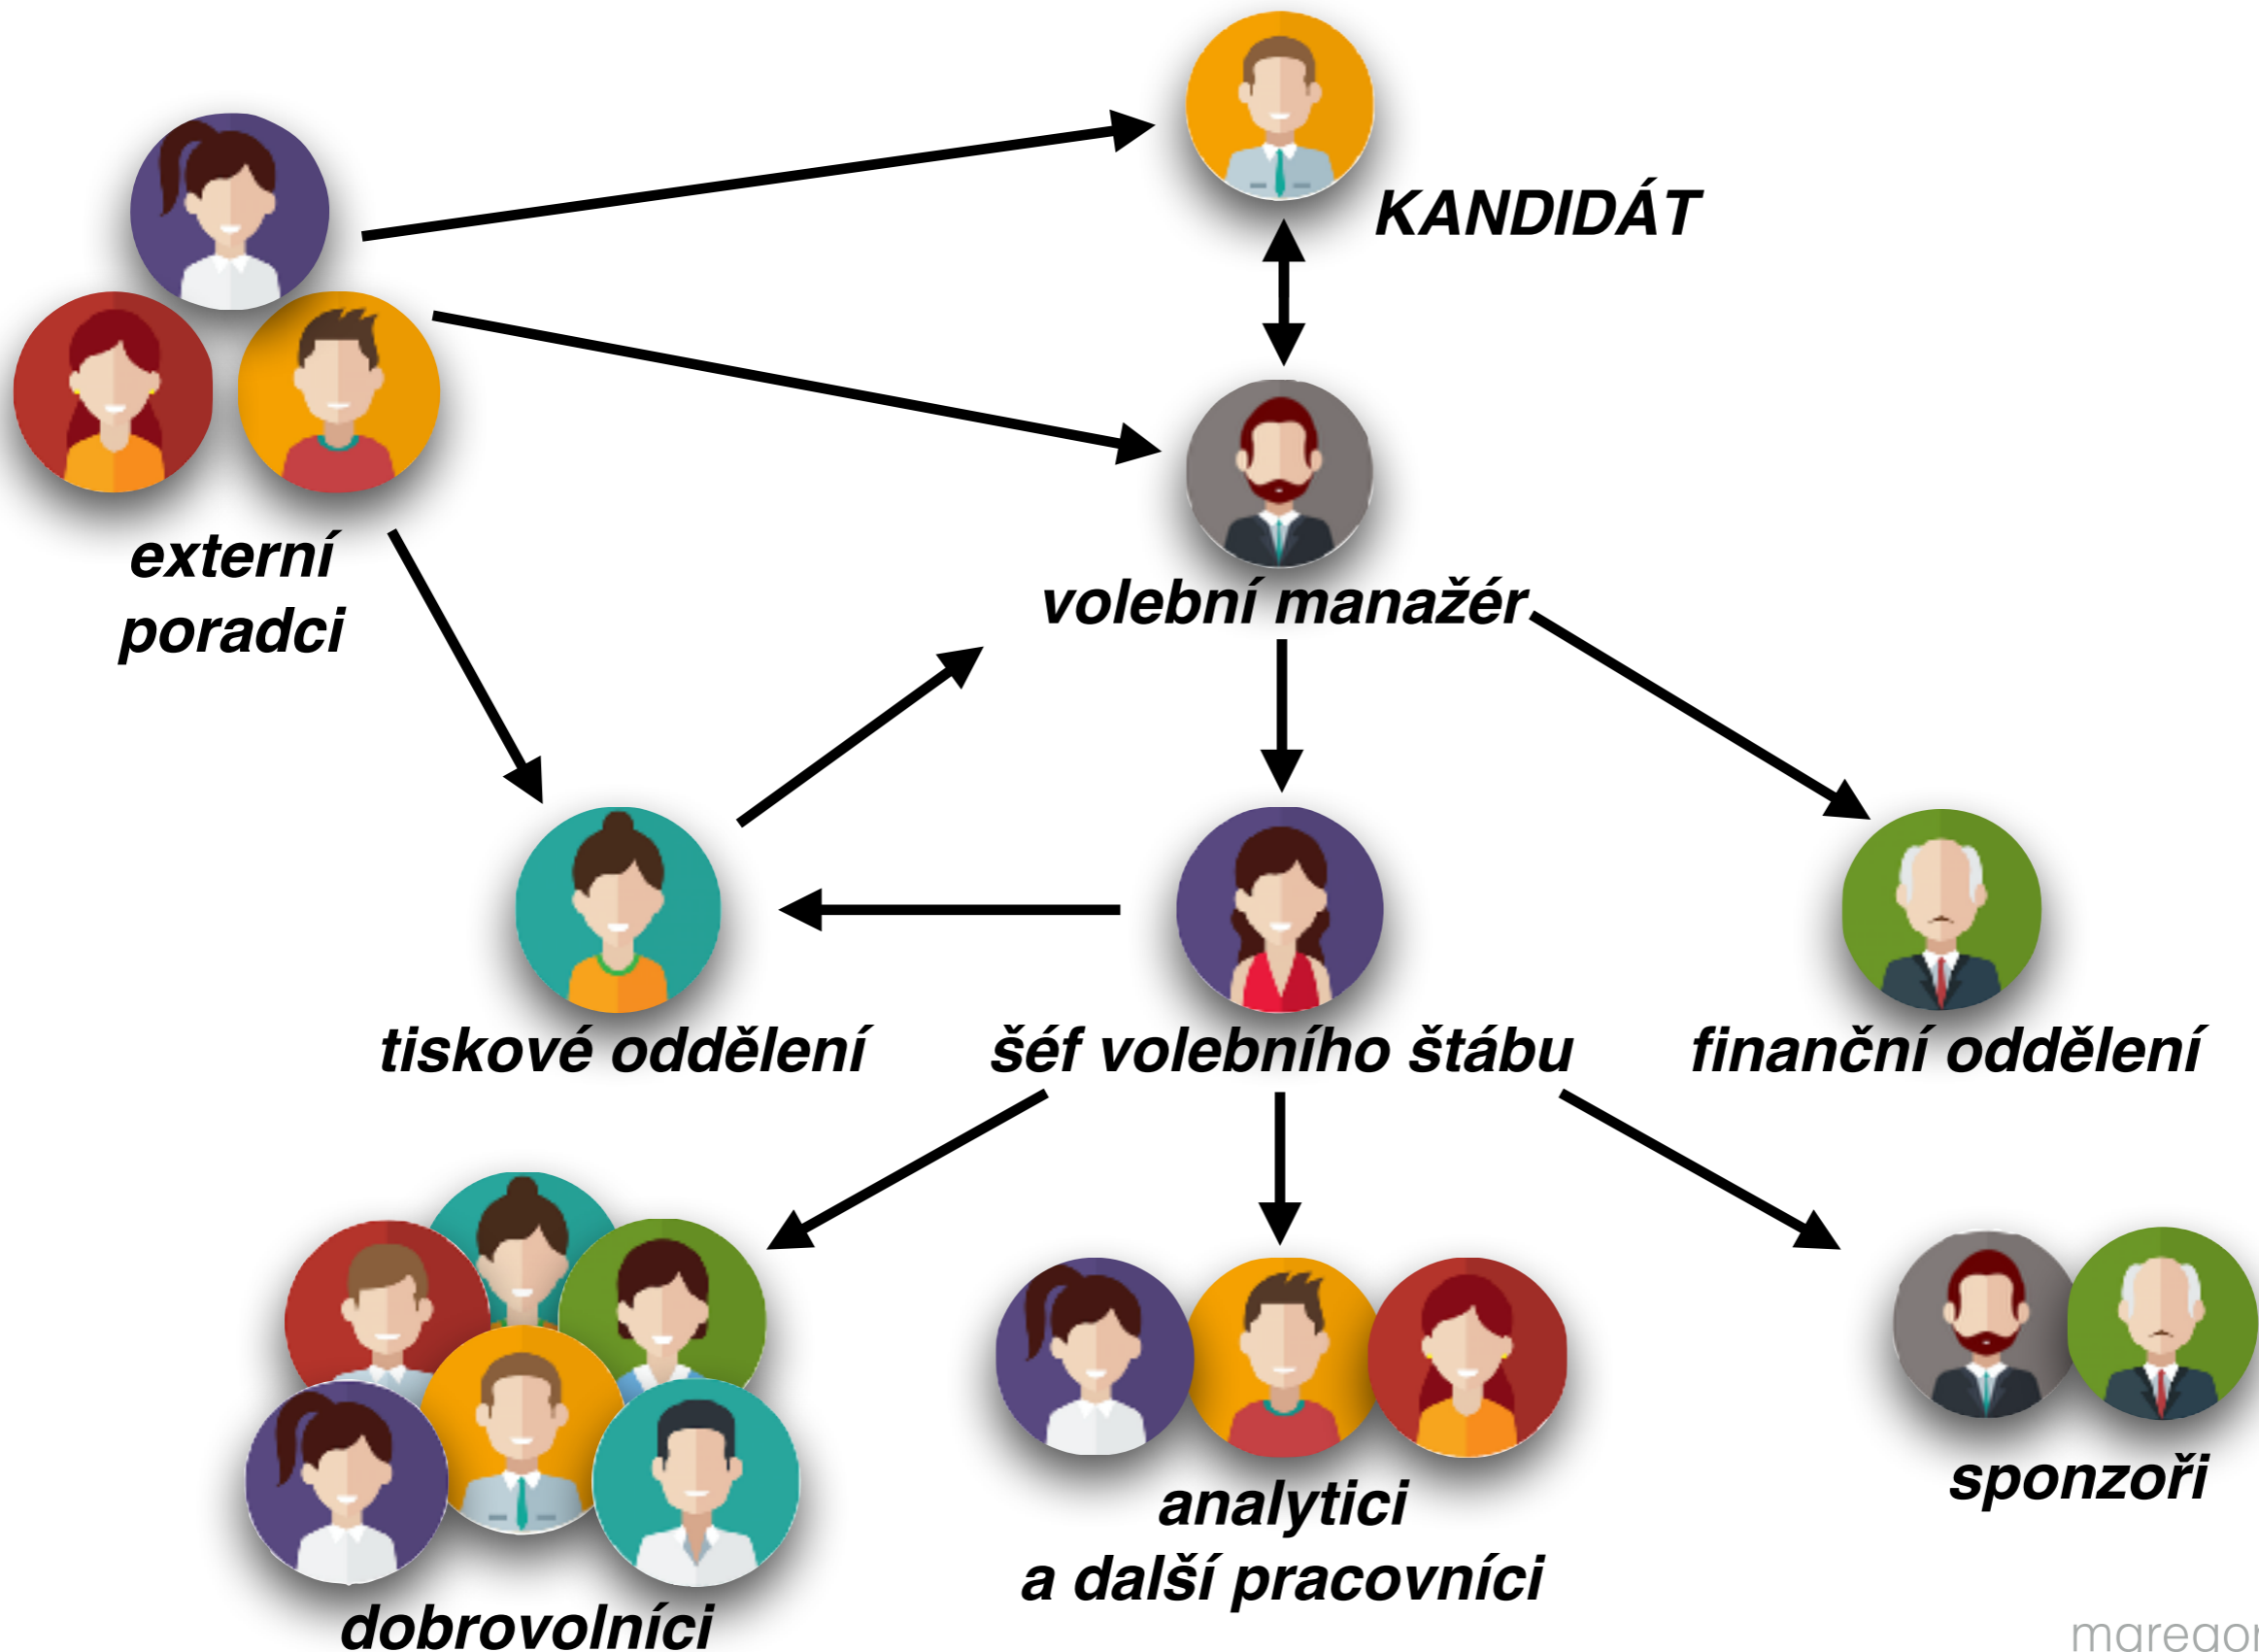 KANDIDÁT
externí
poradci
volební manažér
tiskové oddělení
šéf volebního štábu
finanční oddělení
dobrovolníci
analytici
a další pracovníci
sponzoři